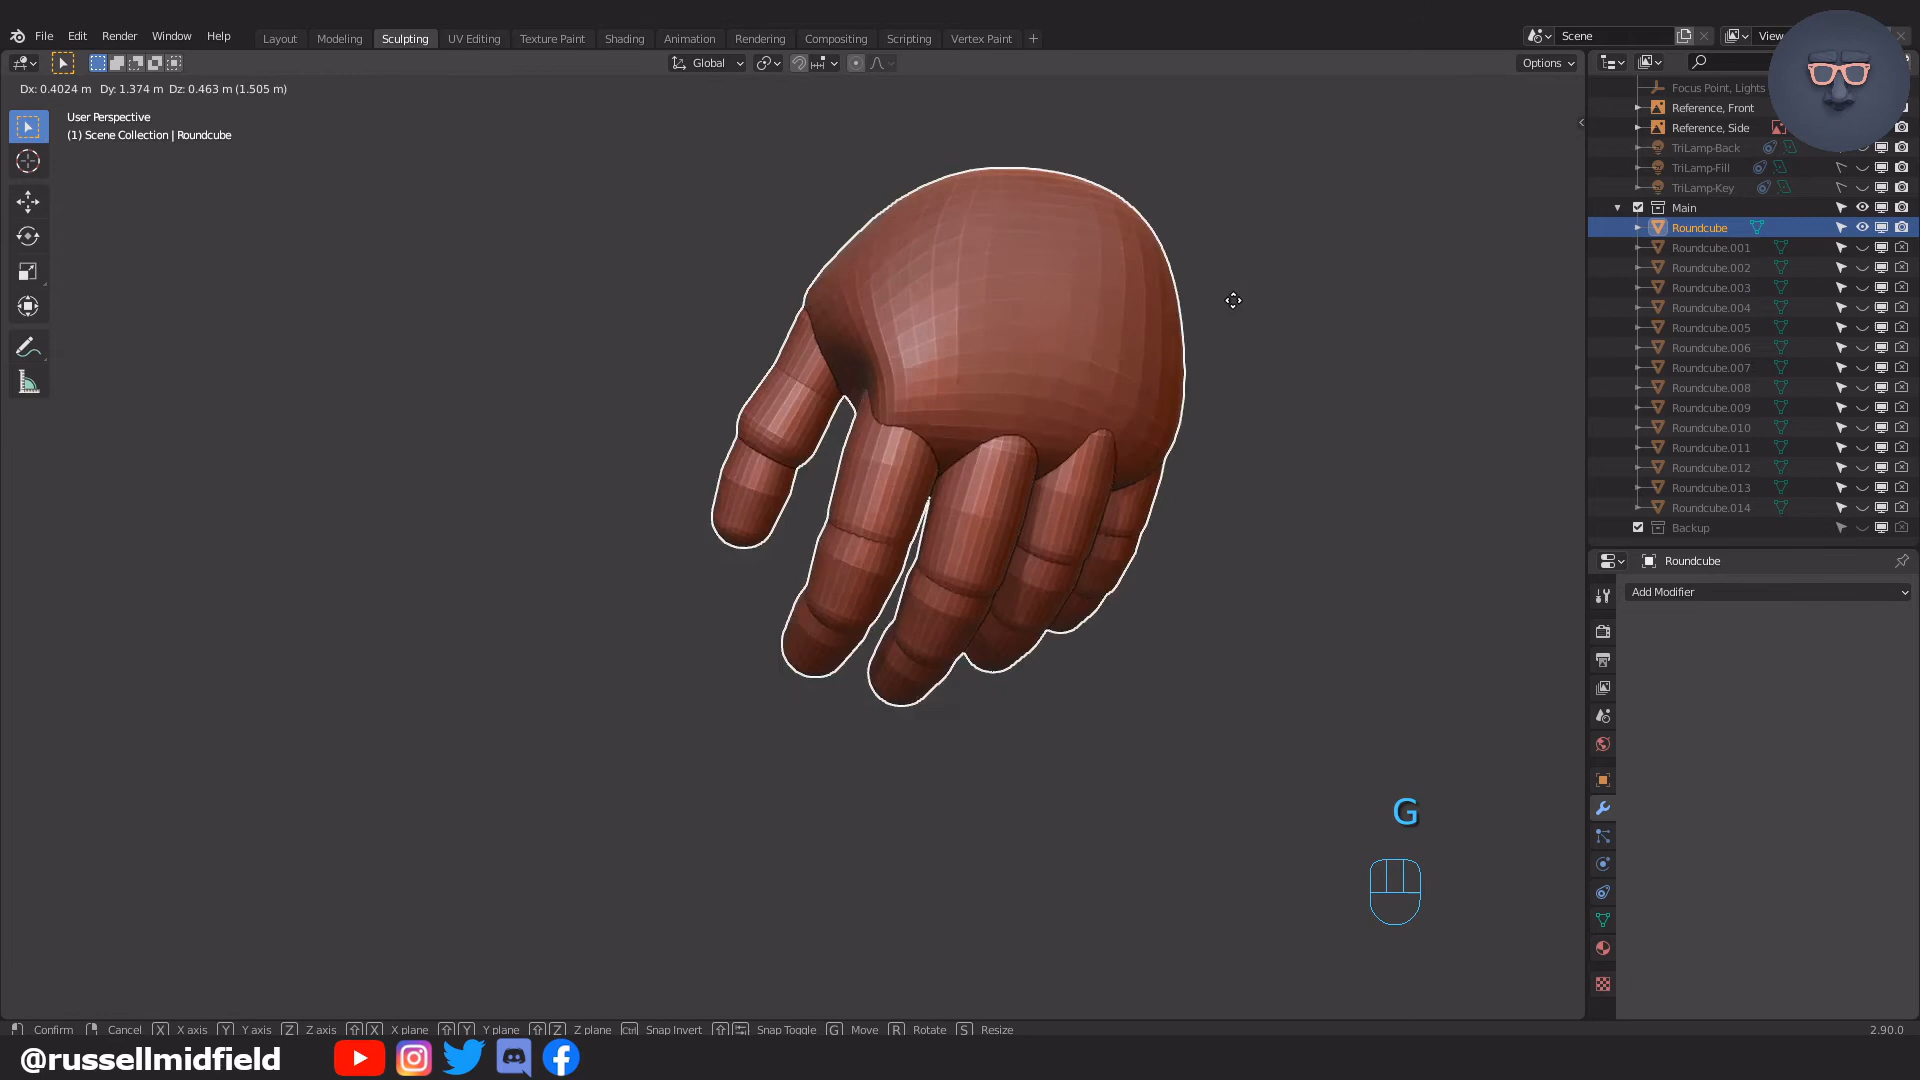 File Edit Render Window Help
Layout Modeling Sculpting UV Editing Texture Paint Shading Animation Rendering Compositing Scripting Vertex Paint +
Scene
View
Global
Options
Dx: 0.4024 m Dy: 1.374 m Dz: 0.463 m (1.505 m)
User Perspective
(1) Scene Collection | Roundcube
Focus Point, Lights
Reference, Front
Reference, Side
TriLamp-Back
TriLamp-Fill
TriLamp-Key
Main
Roundcube
Roundcube.001
Roundcube.002
Roundcube.003
Roundcube.004
Roundcube.005
Roundcube.006
Roundcube.007
Roundcube.008
Roundcube.009
Roundcube.010
Roundcube.011
Roundcube.012
Roundcube.013
Roundcube.014
Backup
Roundcube
Add Modifier
G
Confirm Cancel X X axis Y Y axis Z Z axis X X plane Y Y plane Z Z plane Ctrl Snap Invert Snap Toggle G Move R Rotate S Resize
2.90.0
@russellmidfield